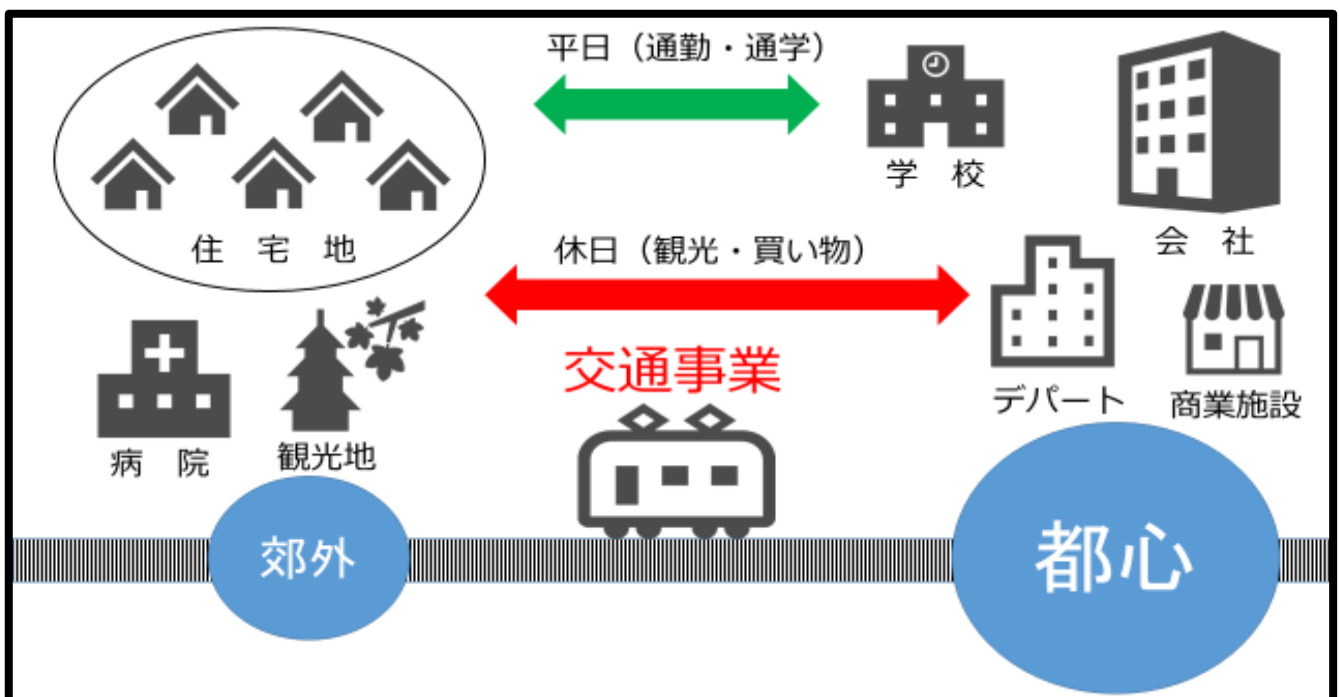 平日（通勤・通学）
学　校
住　宅　地
会　社
休日（観光・買い物）
交通事業
デパート
商業施設
病　院
観光地
郊外
都心